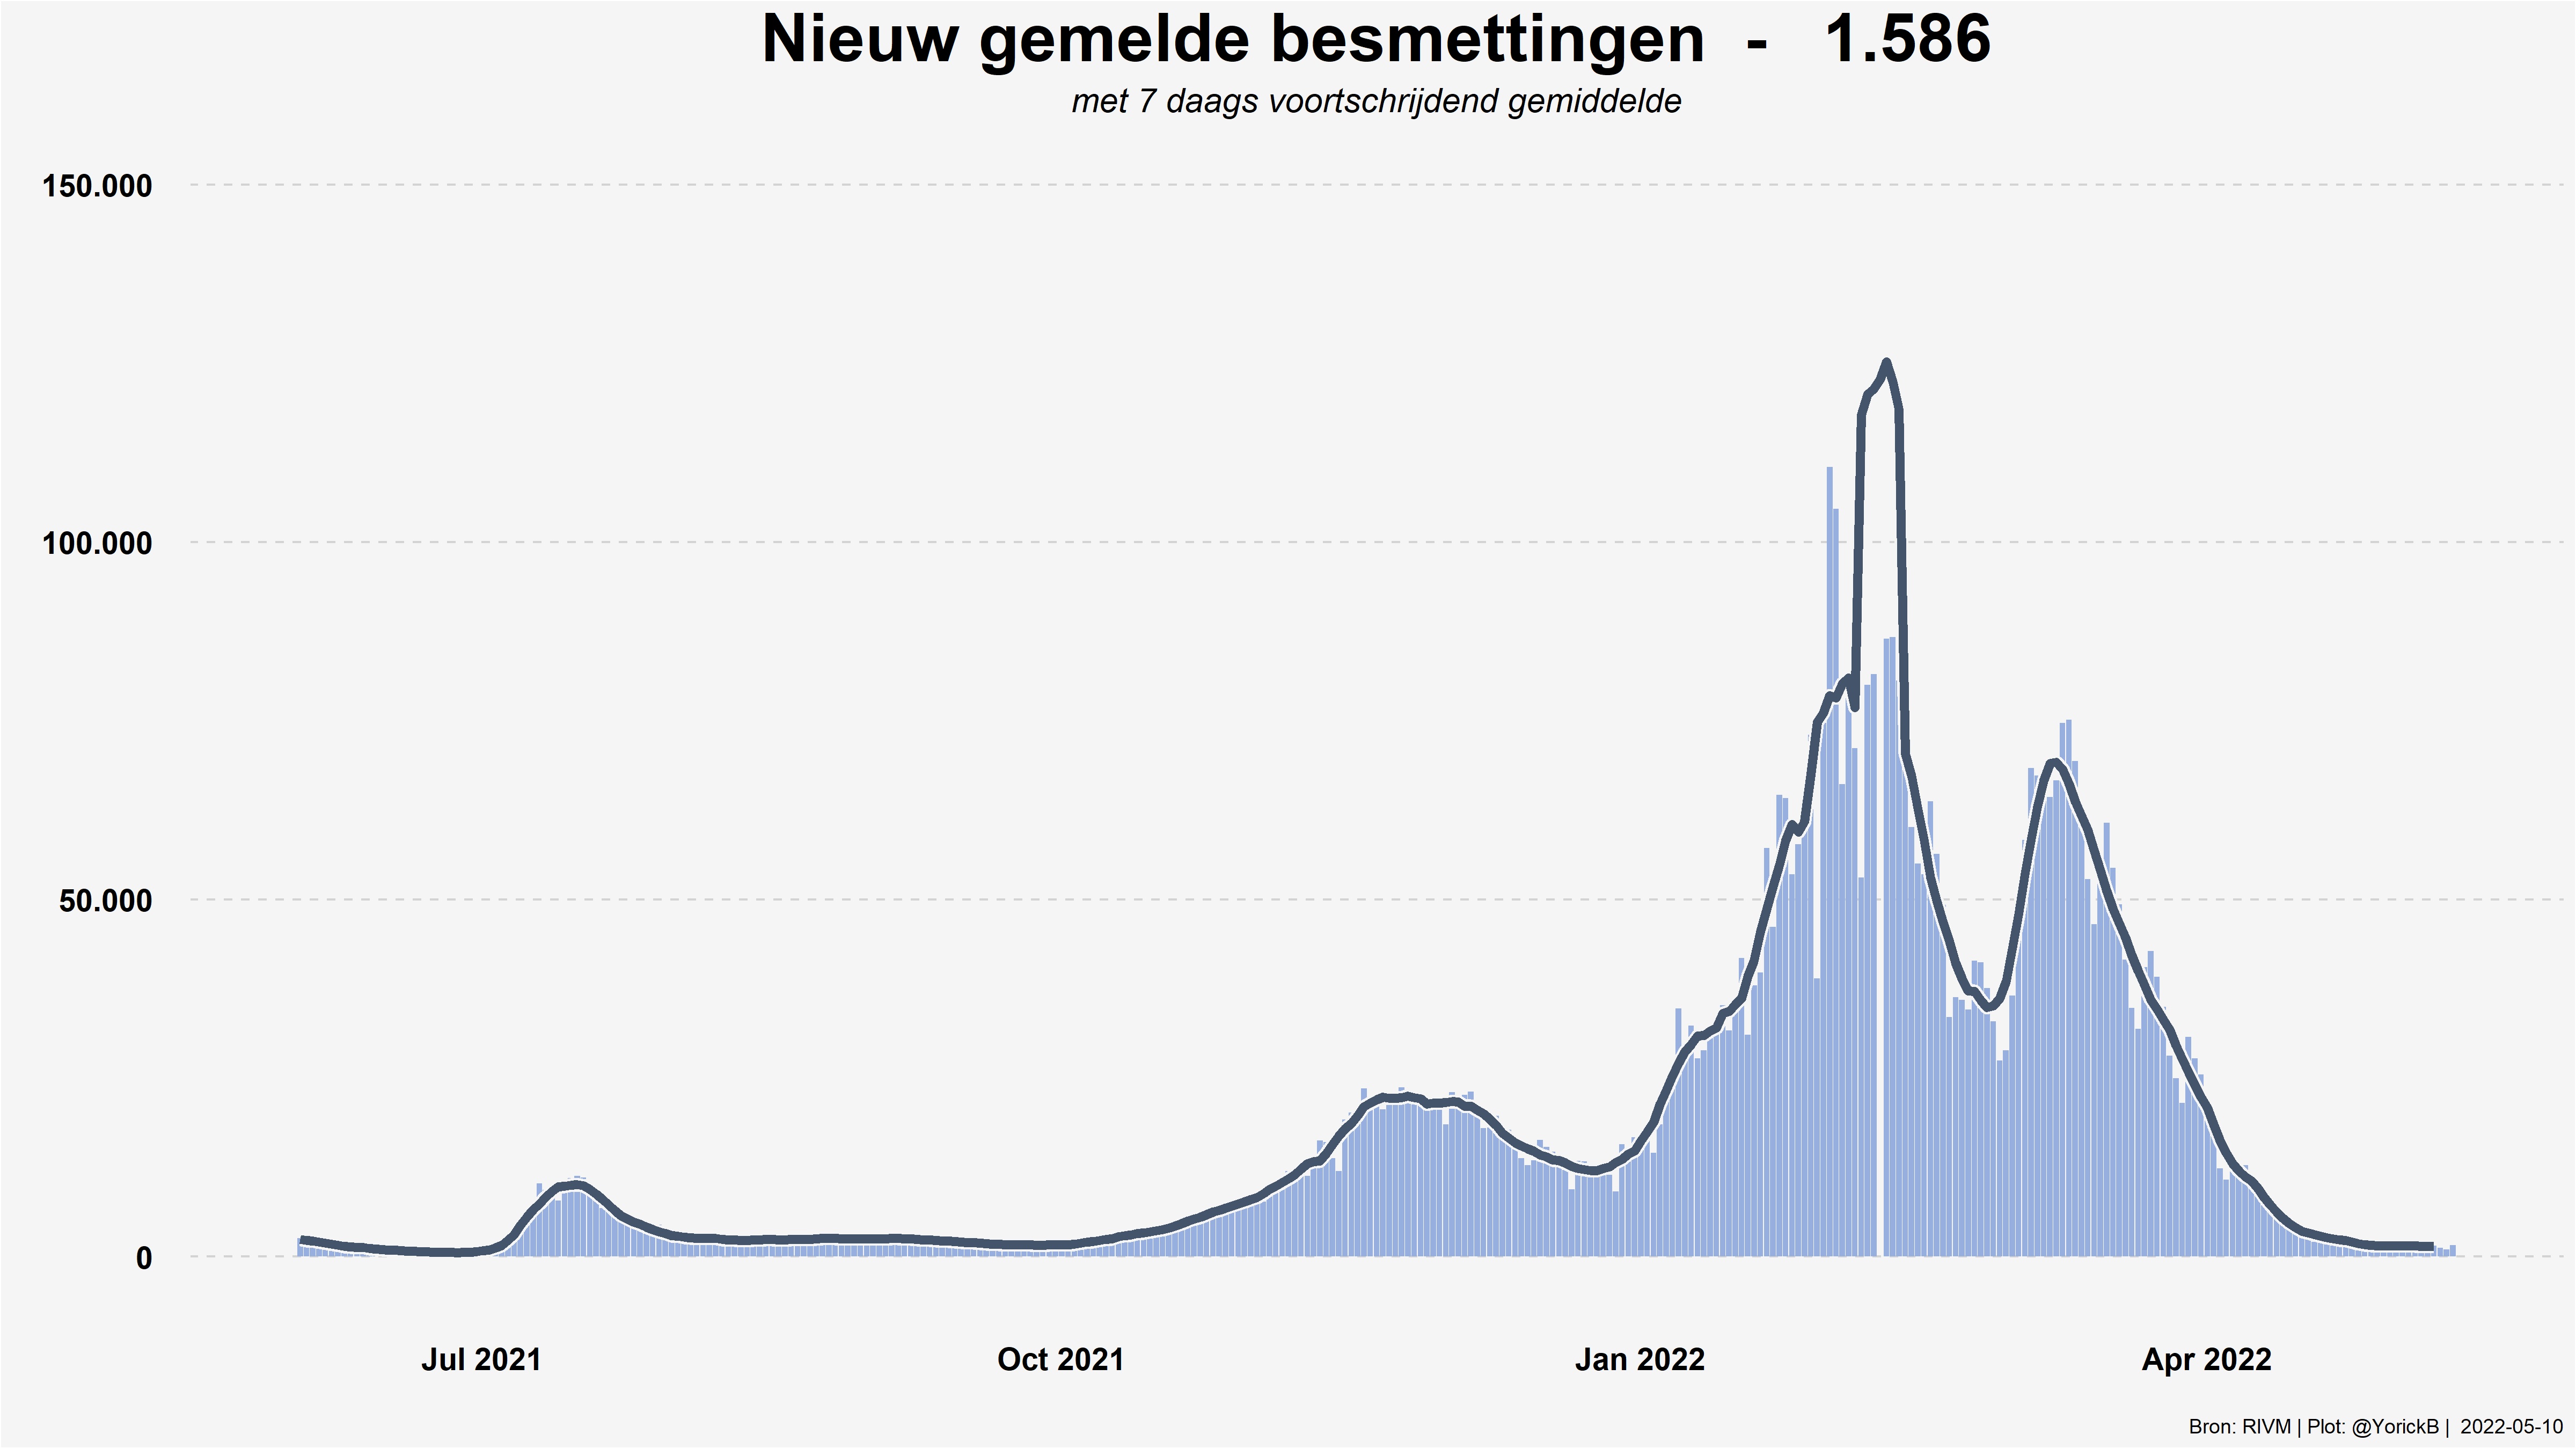 Nieuw gemelde besmettingen - 1.586
met 7 daags voortschrijdend gemiddelde
150.000
100.000
50.000
0
Jul 2021 Oct 2021 Jan 2022 Apr 2022
Bron: RIVM | Plot: @YorickB | 2022-05-10